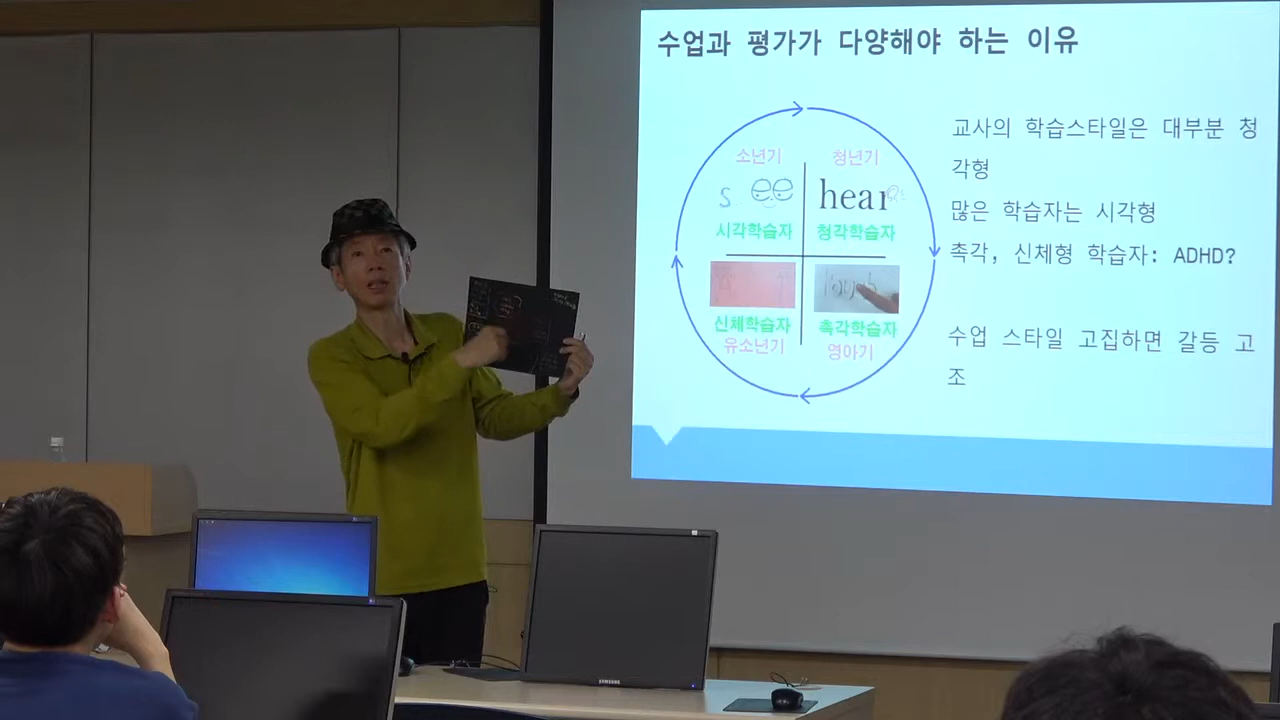 수업과 평가가 다양해야 하는 이유
소년기
청년기
s ee
hear
시각학습자
청각학습자
touch
신체학습자
촉각학습자
유소년기
영아기
교사의 학습스타일은 대부분 청
각형
많은 학습자는 시각형
촉각, 신체형 학습자: ADHD?
수업 스타일 고집하면 갈등 고
조
SAMSUNG